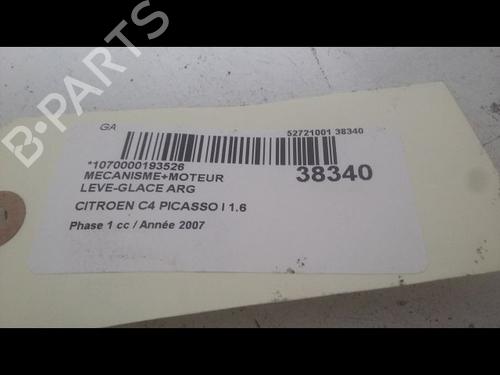 B-PARTS
GA
52721001 38340
*1070000193526
38340
MECANISME+MOTEUR
LEVE-GLACE ARG
CITROEN C4 PICASSO I 1.6
Phase 1 cc / Année 2007